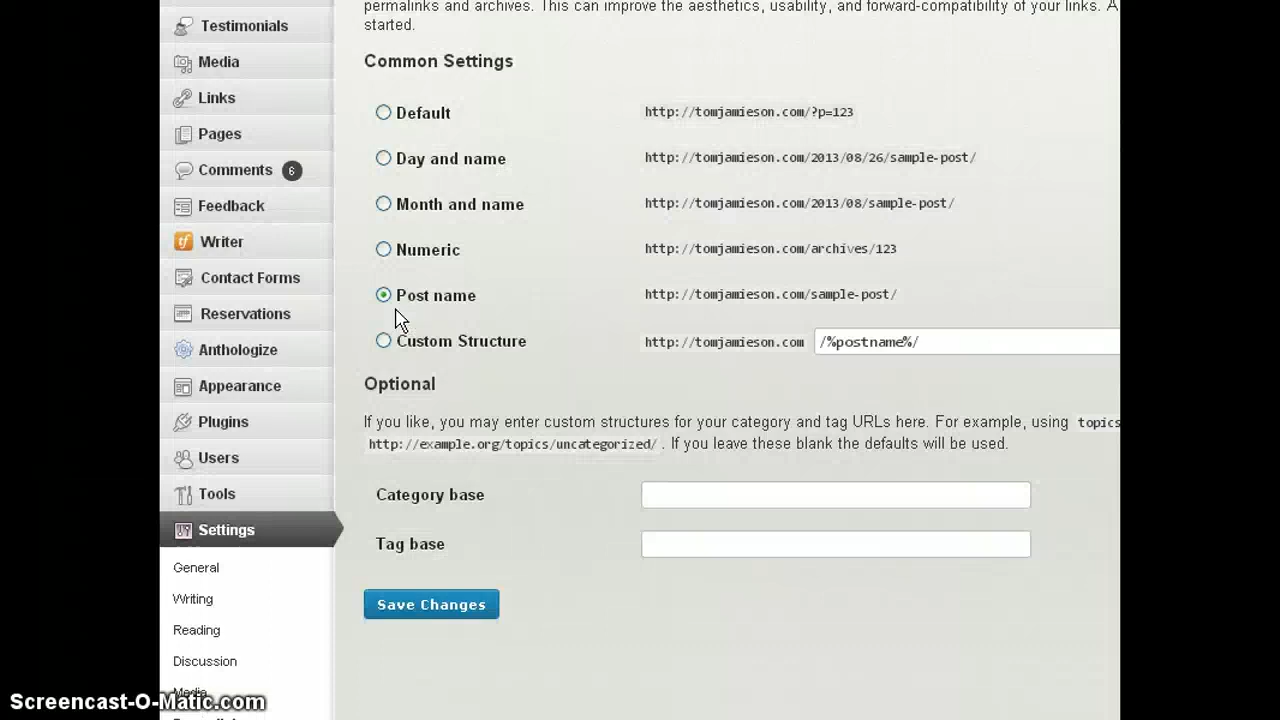 permalinks and archives. This can improve the aesthetics, usability, and forward-compatibility of your links. A
started.
Testimonials
Media
Links
Pages
Comments 6
Feedback
Writer
Contact Forms
Reservations
Anthologize
Appearance
Plugins
Users
Tools
Settings
General
Writing
Reading
Discussion
Media
Common Settings
Default http://tomjamieson.com/?p=123
Day and name http://tomjamieson.com/2013/08/26/sample-post/
Month and name http://tomjamieson.com/2013/08/sample-post/
Numeric http://tomjamieson.com/archives/123
Post name http://tomjamieson.com/sample-post/
Custom Structure http://tomjamieson.com /%postname%/
Optional
If you like, you may enter custom structures for your category and tag URLs here. For example, using topics
http://example.org/topics/uncategorized/ . If you leave these blank the defaults will be used.
Category base
Tag base
Save Changes
Screencast-O-Matic.com